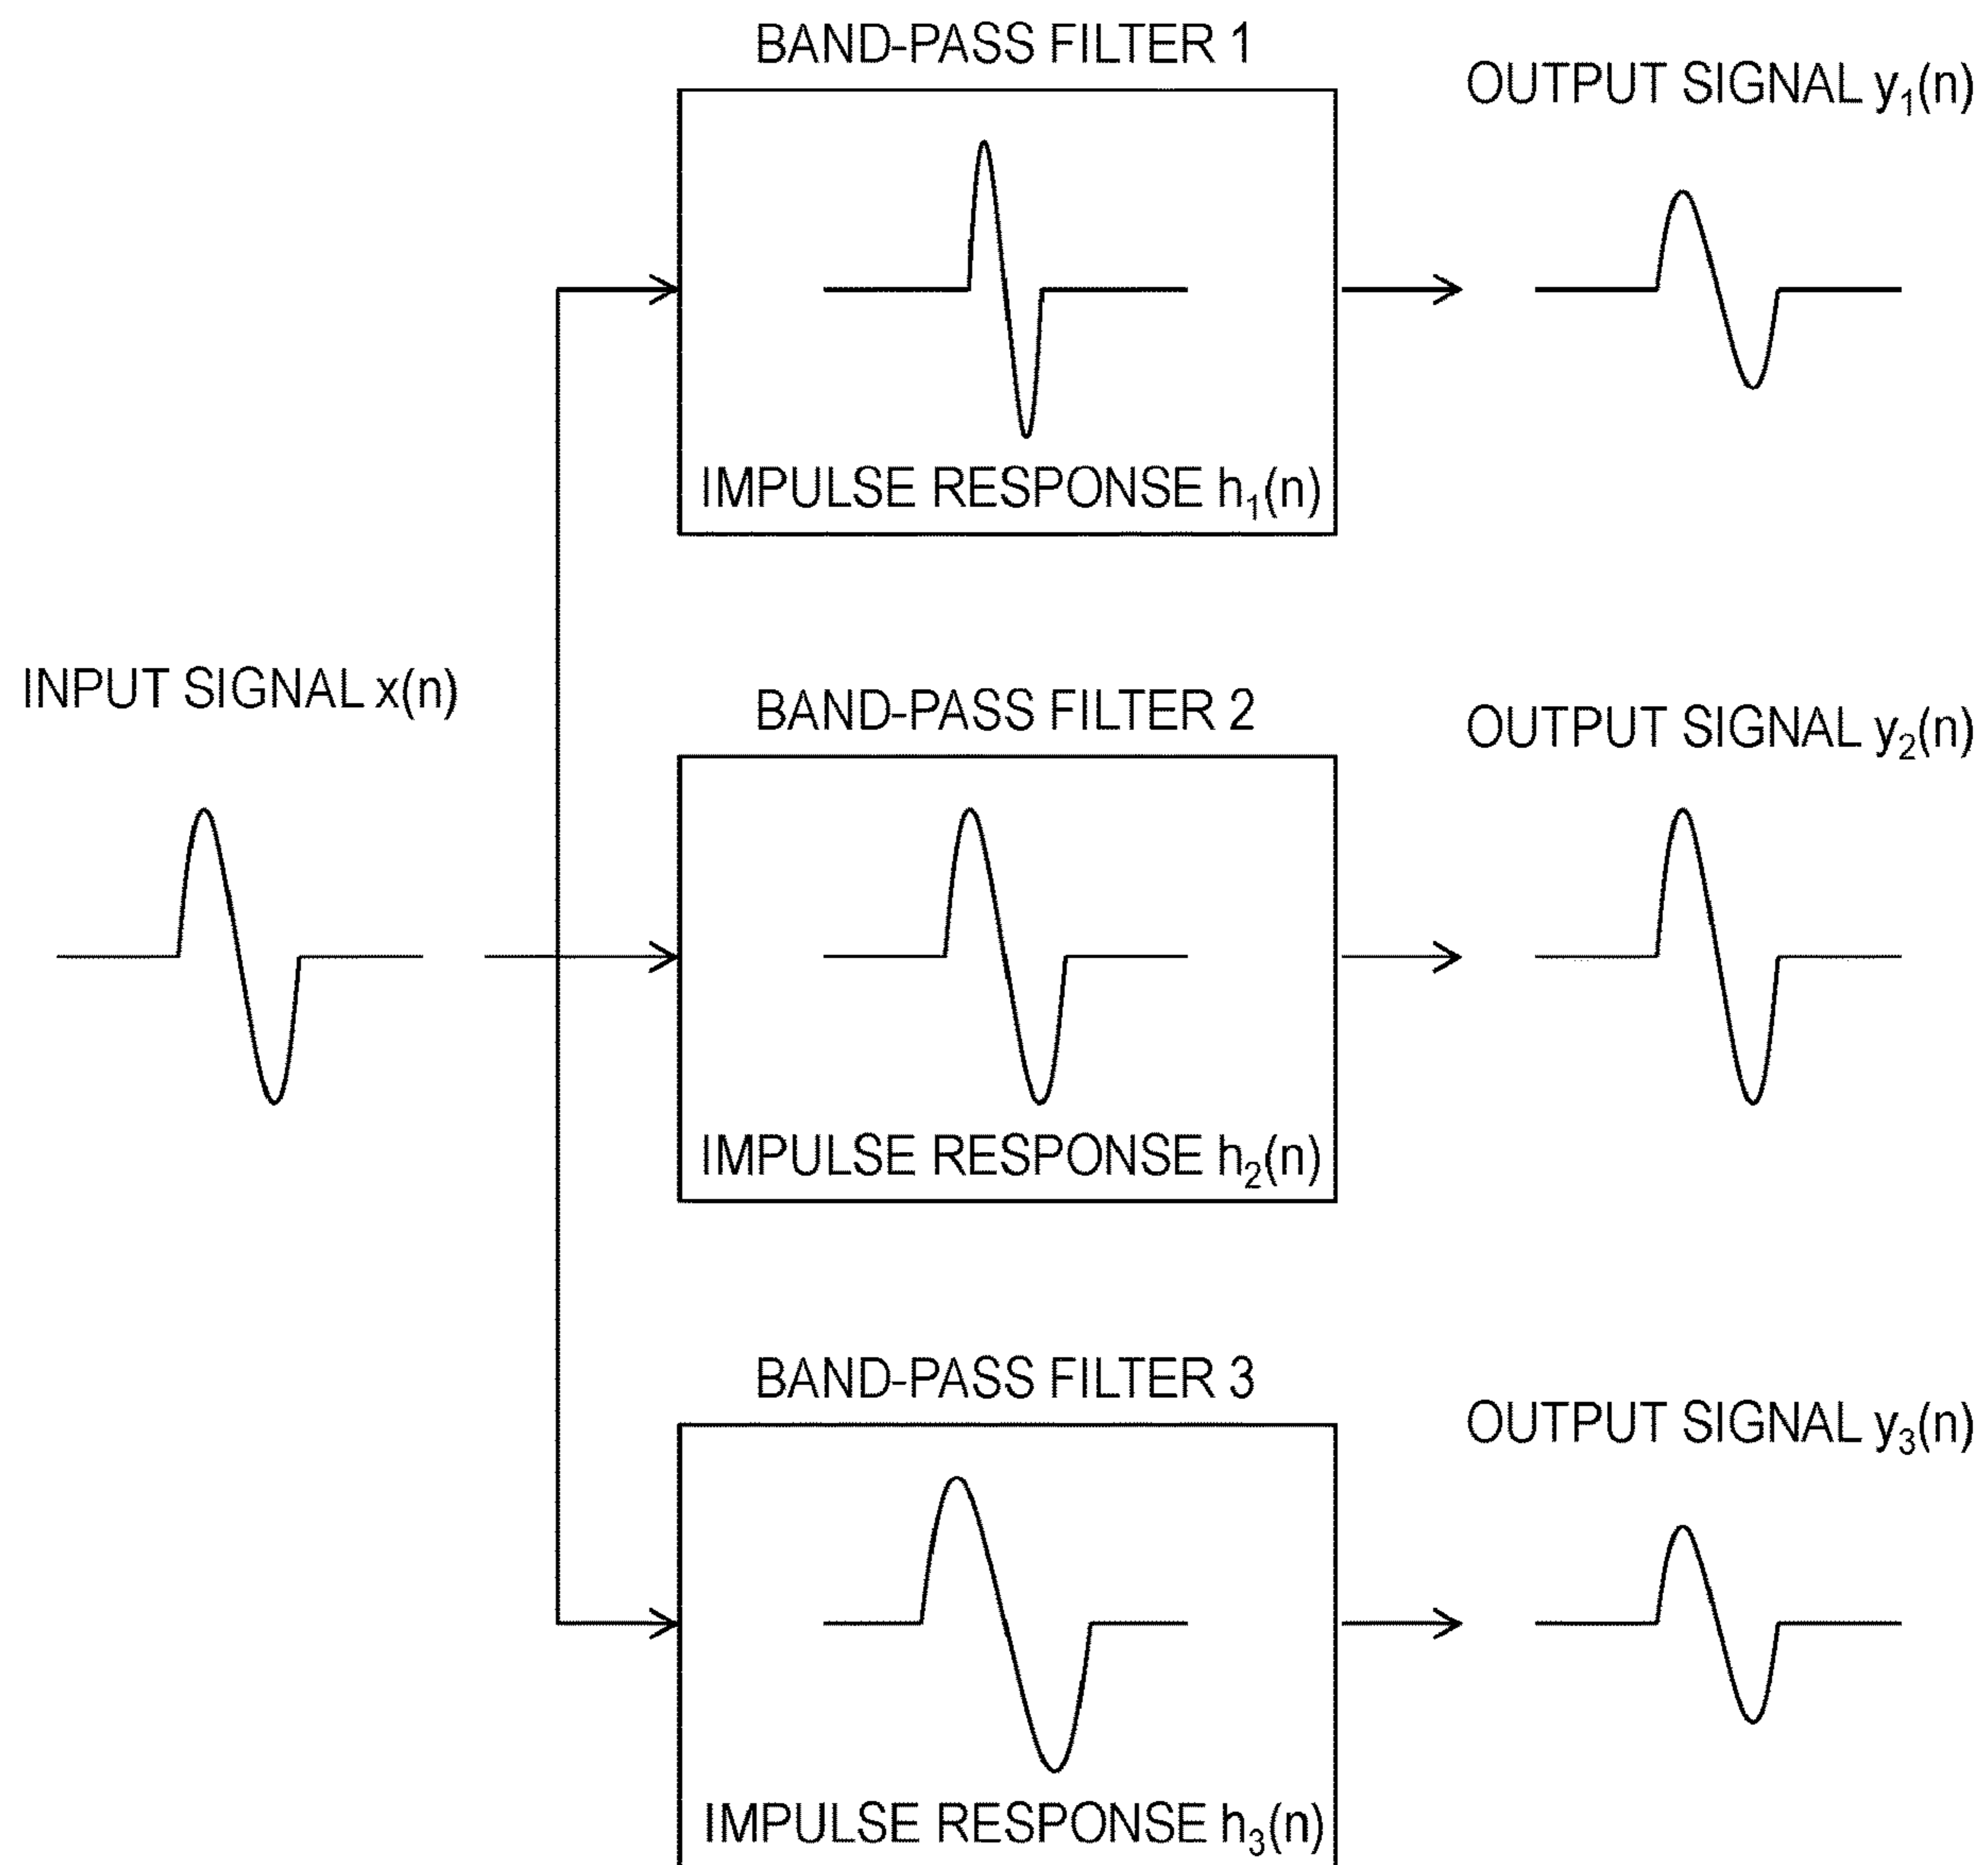 BAND-PASS FILTER 1
OUTPUT SIGNAL y₁(n)
IMPULSE RESPONSE h₁(n)
INPUT SIGNAL x(n)
BAND-PASS FILTER 2
OUTPUT SIGNAL y₂(n)
IMPULSE RESPONSE h₂(n)
BAND-PASS FILTER 3
OUTPUT SIGNAL y₃(n)
IMPULSE RESPONSE h₃(n)